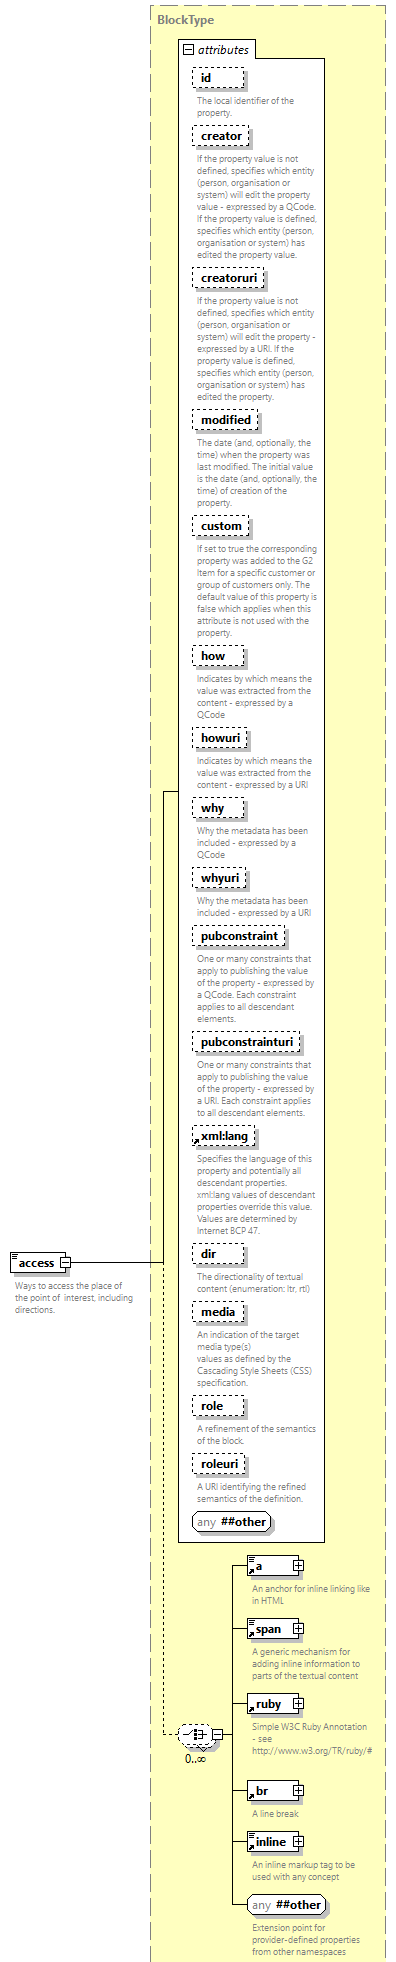 BlockType
attributes
id
The local identifier of the
property.
creator
If the property value is not
defined, specifies which entity
(person, organisation or
system) will edit the property
value - expressed by a QCode.
If the property value is defined,
specifies which entity (person,
organisation or system) has
edited the property value.
creatoruri
If the property value is not
defined, specifies which entity
(person, organisation or
system) will edit the property -
expressed by a URI. If the
property value is defined,
specifies which entity (person,
organisation or system) has
edited the property.
modified
The date (and, optionally, the
time) when the property was
last modified. The initial value
is the date (and, optionally, the
time) of creation of the
property.
custom
If set to true the corresponding
property was added to the G2
Item for a specific customer or
group of customers only. The
default value of this property is
false which applies when this
attribute is not used with the
property.
how
Indicates by which means the
value was extracted from the
content - expressed by a
QCode
howuri
Indicates by which means the
value was extracted from the
content - expressed by a URI
why
Why the metadata has been
included - expressed by a
QCode
whyuri
Why the metadata has been
included - expressed by a URI
pubconstraint
One or many constraints that
apply to publishing the value
of the property - expressed by
a QCode. Each constraint
applies to all descendant
elements.
pubconstrainturi
One or many constraints that
apply to publishing the value
of the property - expressed by
a URI. Each constraint applies
to all descendant elements.
xml:lang
Specifies the language of this
property and potentially all
descendant properties.
xml:lang values of descendant
properties override this value.
Values are determined by
Internet BCP 47.
dir
The directionality of textual
content (enumeration: ltr, rtl)
access
Ways to access the place of
the point of interest, including
directions.
media
An indication of the target
media type(s)
values as defined by the
Cascading Style Sheets (CSS)
specification.
role
A refinement of the semantics
of the block.
roleuri
A URI identifying the refined
semantics of the definition.
any ##other
a
An anchor for inline linking like
in HTML
span
A generic mechanism for
adding inline information to
parts of the textual content
ruby
Simple W3C Ruby Annotation
- see
http://www.w3.org/TR/ruby/#
0..∞
br
A line break
inline
An inline markup tag to be
used with any concept
any ##other
Extension point for
provider-defined properties
from other namespaces